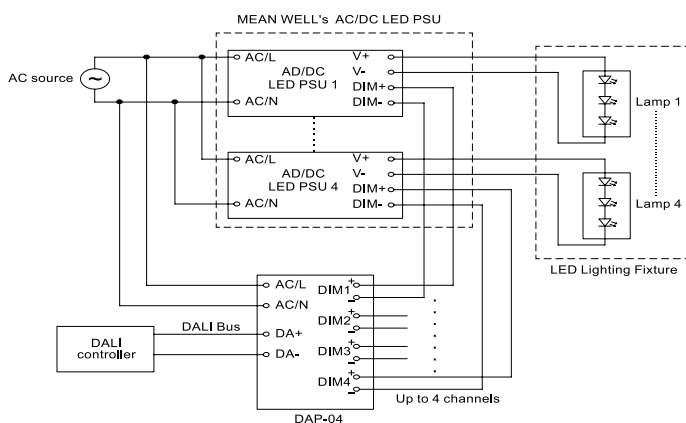 MEAN WELL's AC/DC LED PSU
AC source
~
AC/L
AC/N
AD/DC
LED PSU 1
V+
V-
DIM+
DIM-
Lamp 1
AC/L
AC/N
AD/DC
LED PSU 4
V+
V-
DIM+
DIM-
Lamp 4
LED Lighting Fixture
AC/L
AC/N
DA+
DA-
DIM1
+
-
DIM2
+
-
DIM3
+
-
DIM4
+
-
DALI Bus
DALI
controller
Up to 4 channels
DAP-04